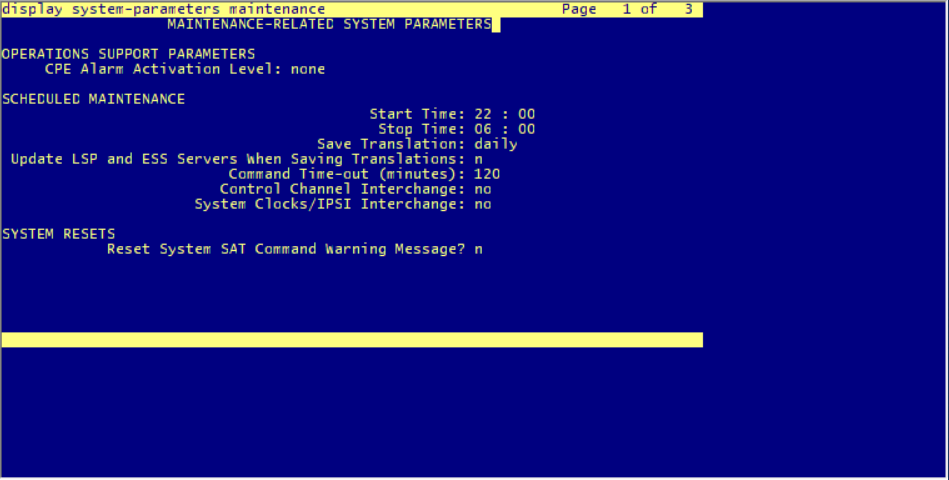 display system-parameters maintenance Page 1 of 3
MAINTENANCE-RELATED SYSTEM PARAMETERS
OPERATIONS SUPPORT PARAMETERS
CPE Alarm Activation Level: none
SCHEDULED MAINTENANCE
Start Time: 22 : 00
Stop Time: 06 : 00
Save Translation: daily
Update LSP and ESS Servers When Saving Translations: n
Command Time-out (minutes): 120
Control Channel Interchange: no
System Clocks/IPSI Interchange: no
SYSTEM RESETS
Reset System SAT Command Warning Message? n